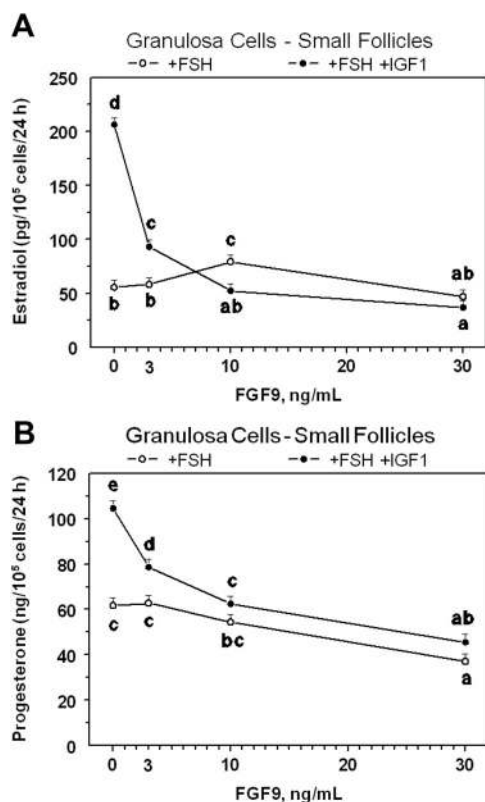 A
Granulosa Cells - Small Follicles
+FSH +FSH +IGF1
250
200
150
100
50
0
Estradiol (pg/10⁵ cells/24 h)
d
c
c
ab
b b ab a
0 3 10 20 30
FGF9, ng/mL
B
Granulosa Cells - Small Follicles
+FSH +FSH +IGF1
120
100
80
60
40
20
0
Progesterone (ng/10⁵ cells/24 h)
e
d
c
ab
c c bc a
0 3 10 20 30
FGF9, ng/mL